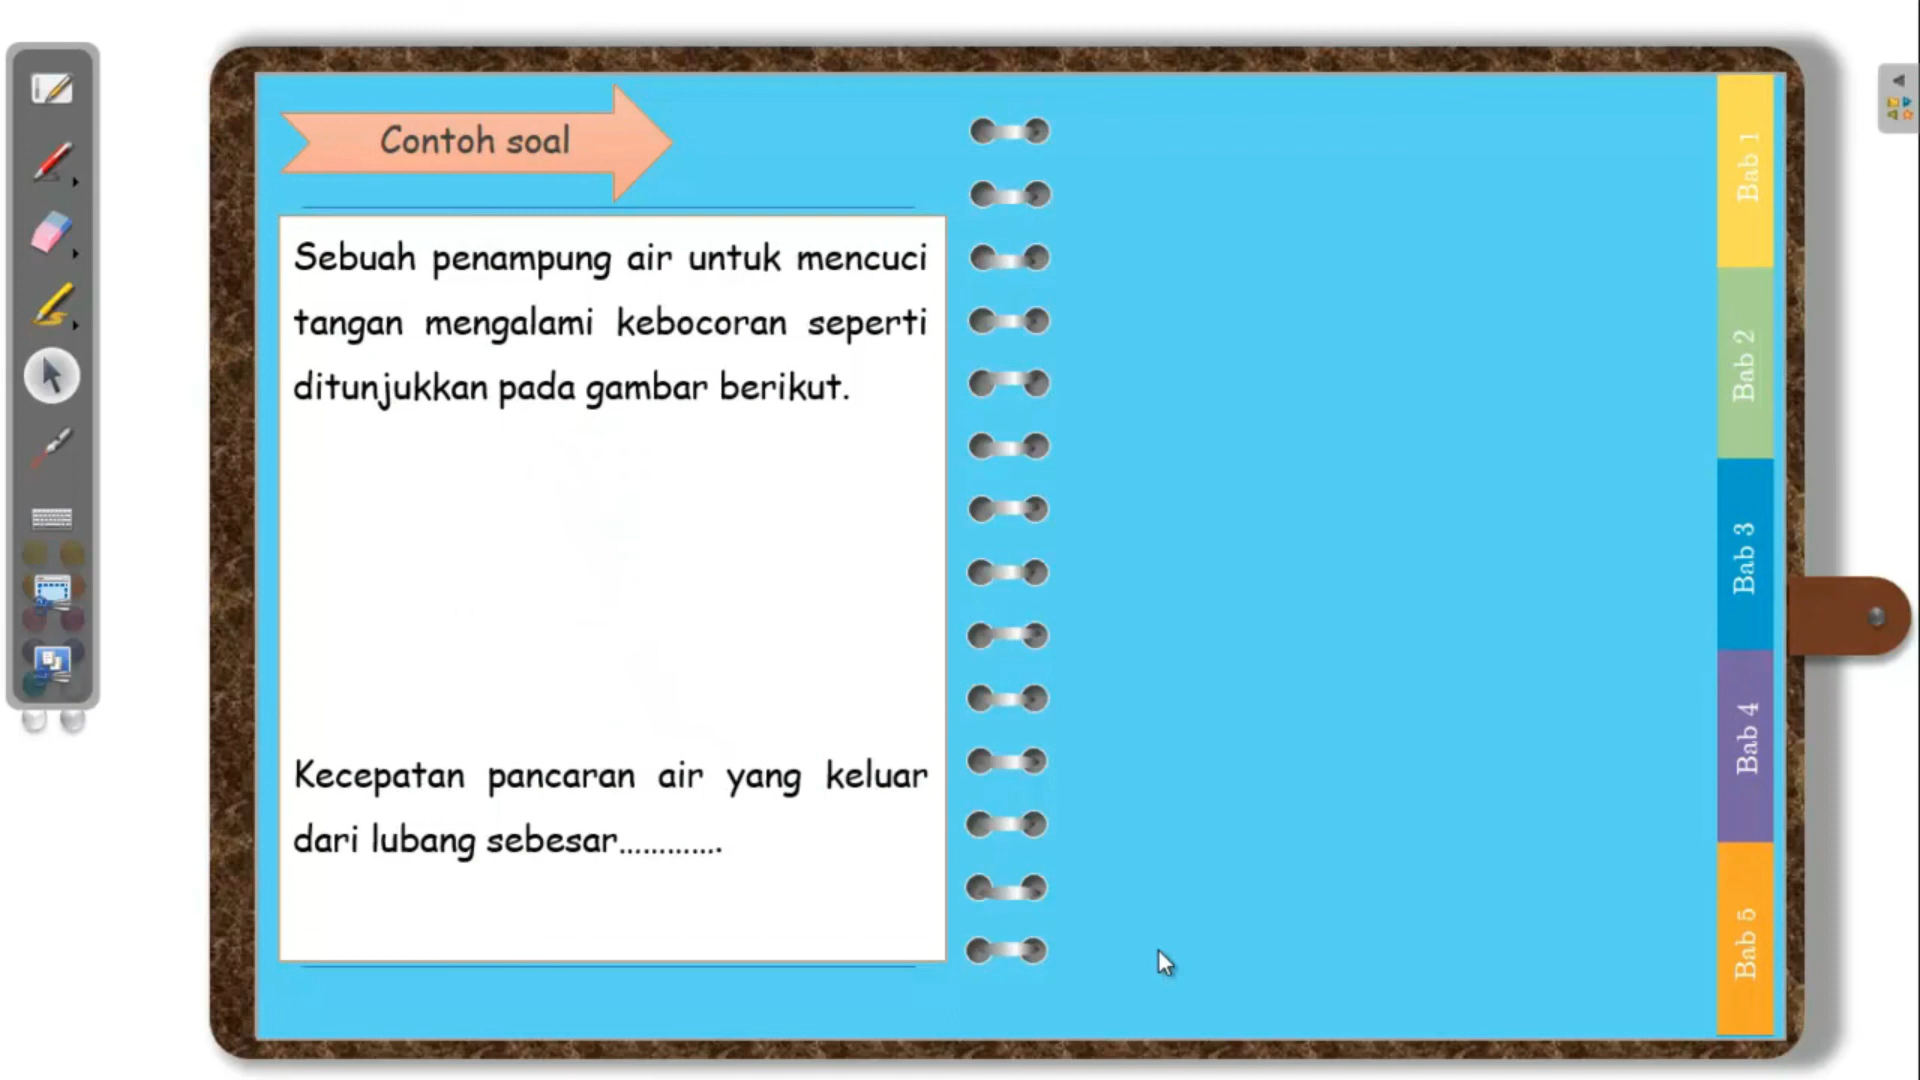 Contoh soal
Sebuah penampung air untuk mencuci
tangan mengalami kebocoran seperti
ditunjukkan pada gambar berikut.
Kecepatan pancaran air yang keluar
dari lubang sebesar.............
Bab 1
Bab 2
Bab 3
Bab 4
Bab 5